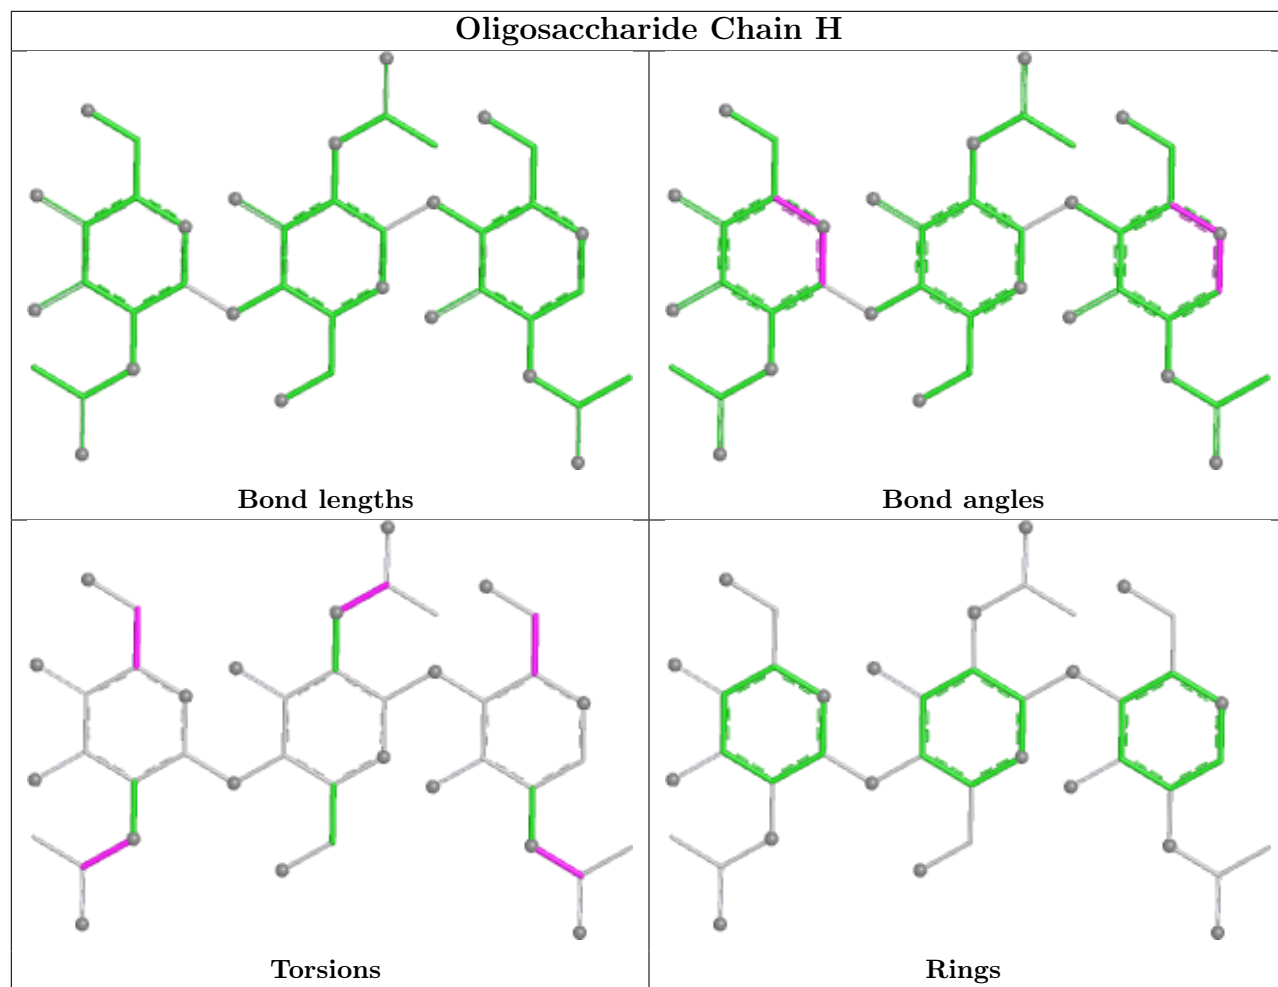 Oligosaccharide Chain H
Bond lengths
Bond angles
Torsions
Rings